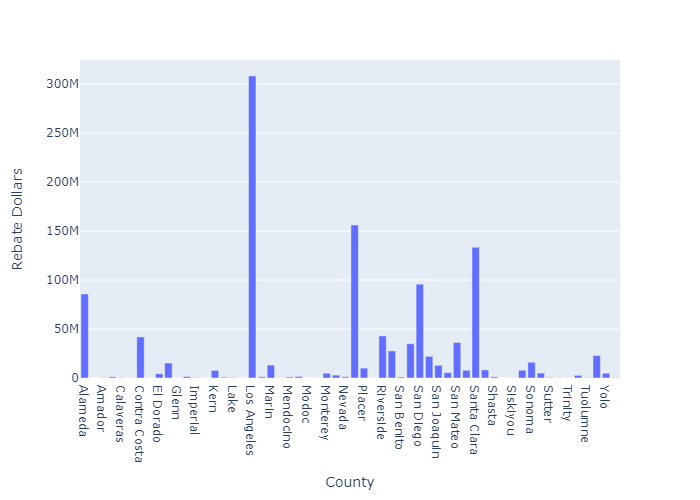 300M
250M
200M
150M
100M
50M
0
Rebate Dollars
Alameda
Amador
Calaveras
Contra Costa
El Dorado
Glenn
Imperial
Kern
Lake
Los Angeles
Marin
Mendocino
Modoc
Monterey
Nevada
Placer
Riverside
San Benito
San Diego
San Joaquin
San Mateo
Santa Clara
Shasta
Siskiyou
Sonoma
Sutter
Trinity
Tuolumne
Yolo
County